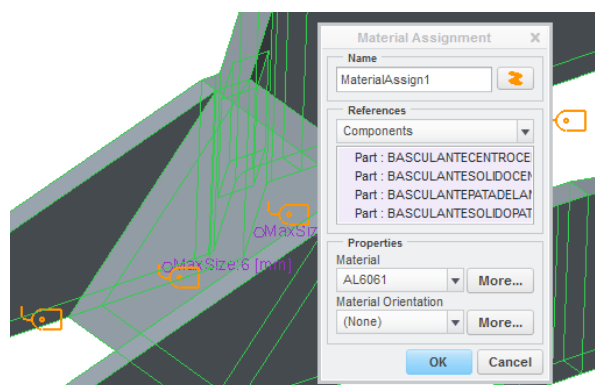 Material Assignment
Name
MaterialAssign1
References
Components
Part : BASCULANTECENTROCE
Part : BASCULANTESOLIDOCEN
Part : BASCULANTEPATADELAN
Part : BASCULANTESOLIDOPAT
Properties
Material
AL6061
More...
Material Orientation
(None)
More...
OK
Cancel
MaxSiz
MaxSize:6 [mm]